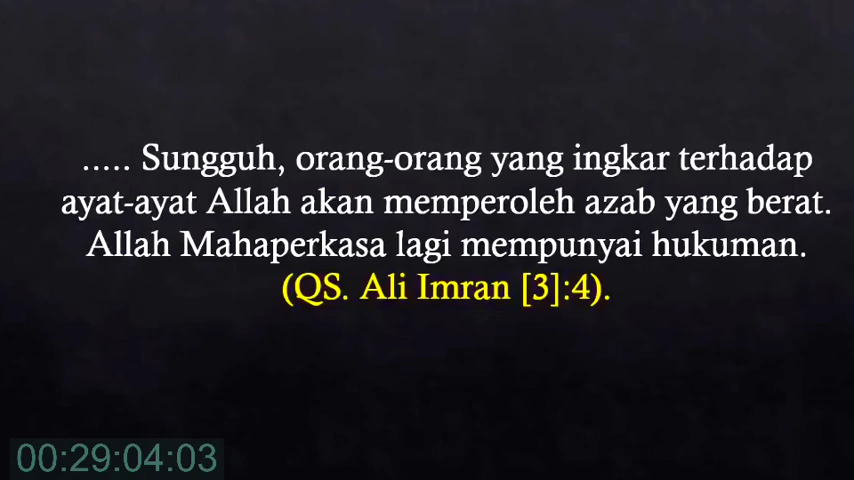 ..... Sungguh, orang-orang yang ingkar terhadap
ayat-ayat Allah akan memperoleh azab yang berat.
Allah Mahaperkasa lagi mempunyai hukuman.
(QS. Ali Imran [3]:4).
00:29:04:03